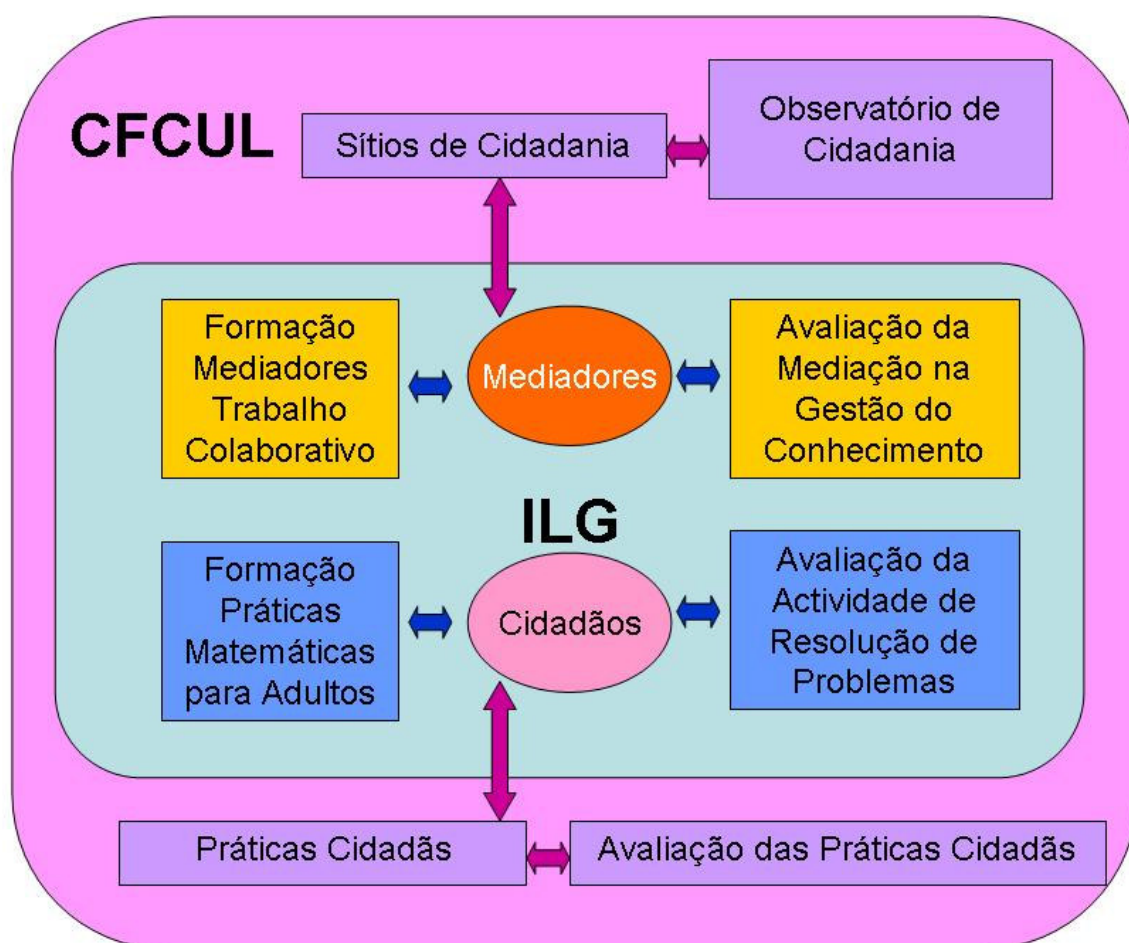 CFCUL
Sítios de Cidadania
Observatório de
Cidadania
Formação
Mediadores
Trabalho
Colaborativo
Mediadores
Avaliação da
Mediação na
Gestão do
Conhecimento
ILG
Formação
Práticas
Matemáticas
para Adultos
Cidadãos
Avaliação da
Actividade de
Resolução de
Problemas
Práticas Cidadãs
Avaliação das Práticas Cidadãs